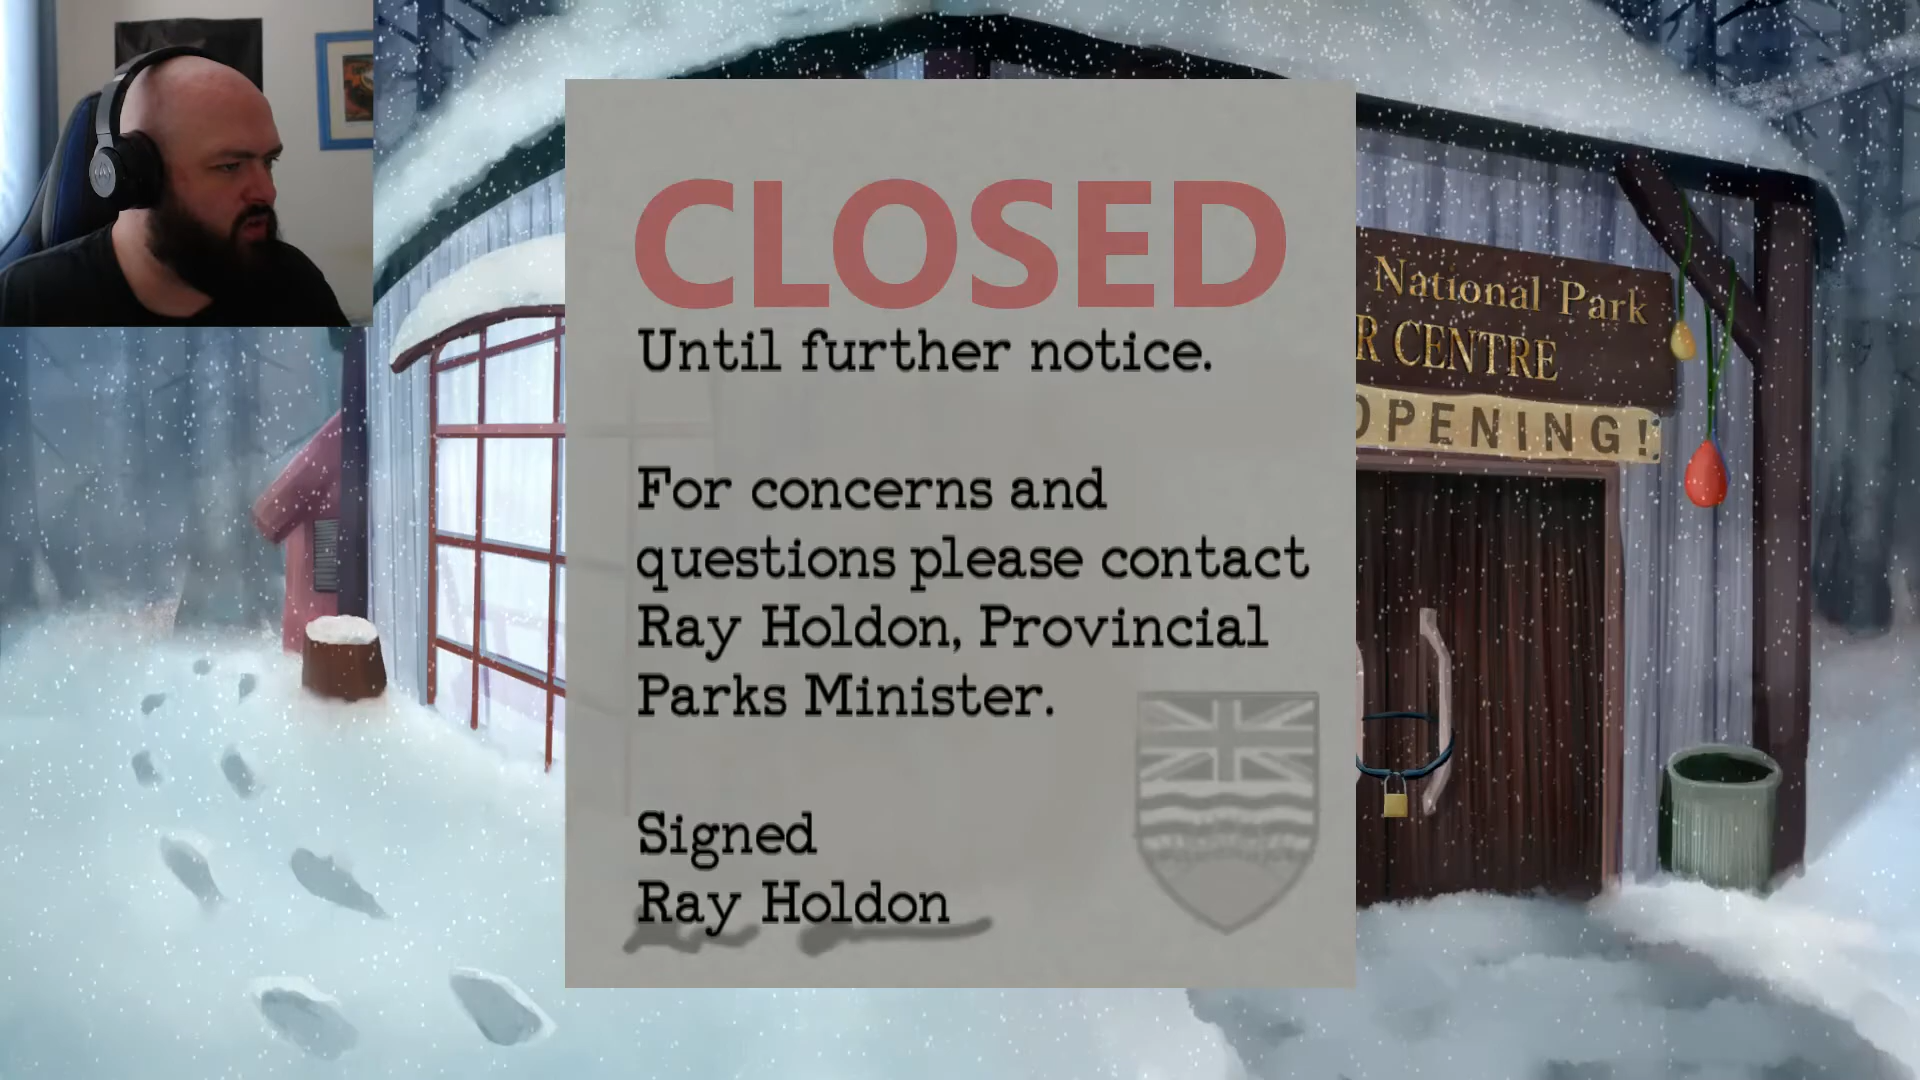 CLOSED
Until further notice.
For concerns and
questions please contact
Ray Holdon, Provincial
Parks Minister.
Signed
Ray Holdon
National Park
CENTRE
OPENING!